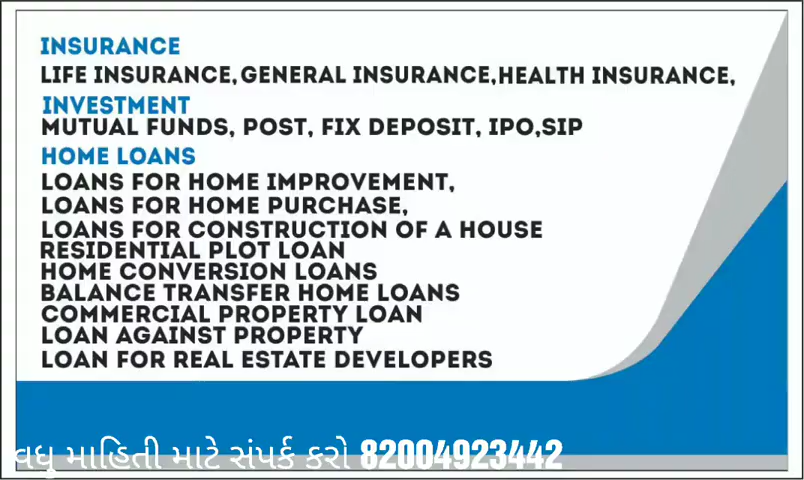 INSURANCE
LIFE INSURANCE, GENERAL INSURANCE,HEALTH INSURANCE,
INVESTMENT
MUTUAL FUNDS, POST, FIX DEPOSIT, IPO,SIP
HOME LOANS
LOANS FOR HOME IMPROVEMENT,
LOANS FOR HOME PURCHASE,
LOANS FOR CONSTRUCTION OF A HOUSE
RESIDENTIAL PLOT LOAN
HOME CONVERSION LOANS
BALANCE TRANSFER HOME LOANS
COMMERCIAL PROPERTY LOAN
LOAN AGAINST PROPERTY
LOAN FOR REAL ESTATE DEVELOPERS
વધુ માહિતી માટે સંપર્ક કરો 82004923442